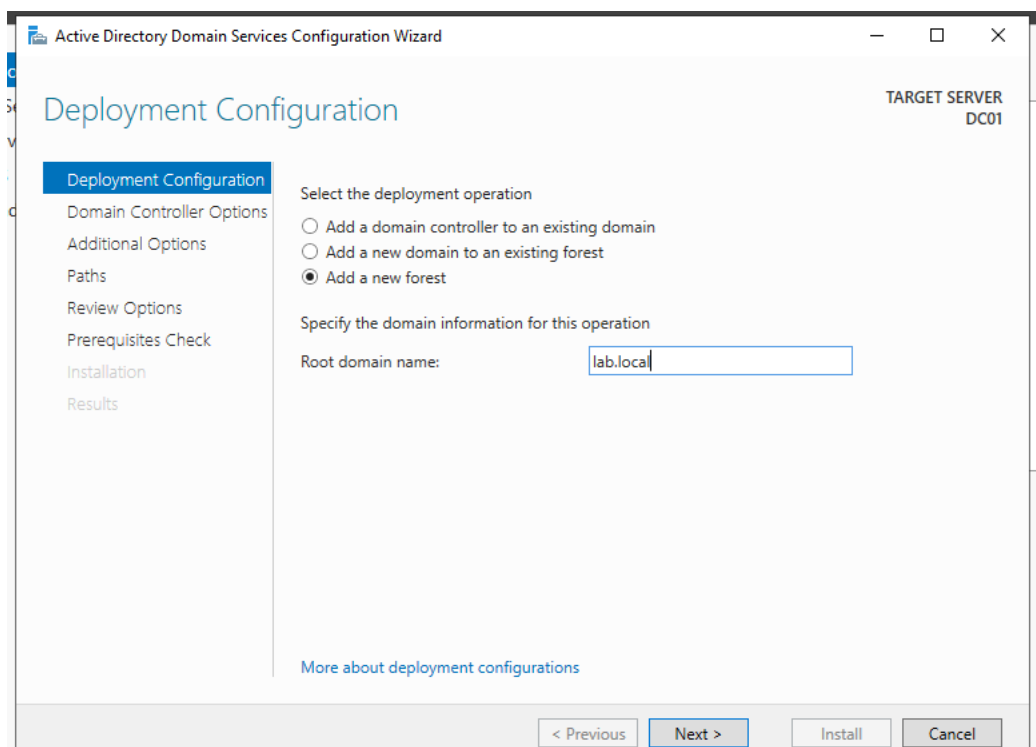 Active Directory Domain Services Configuration Wizard
Deployment Configuration
TARGET SERVER
DC01
Deployment Configuration
Domain Controller Options
Additional Options
Paths
Review Options
Prerequisites Check
Installation
Results
Select the deployment operation
Add a domain controller to an existing domain
Add a new domain to an existing forest
Add a new forest
Specify the domain information for this operation
Root domain name:
lab.local
More about deployment configurations
< Previous
Next >
Install
Cancel